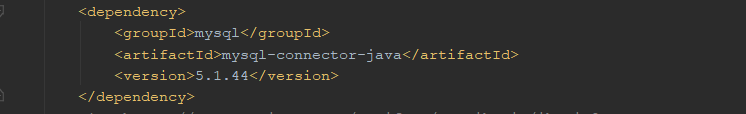 <dependency>
<groupId>mysql</groupId>
<artifactId>mysql-connector-java</artifactId>
<version>5.1.44</version>
</dependency>